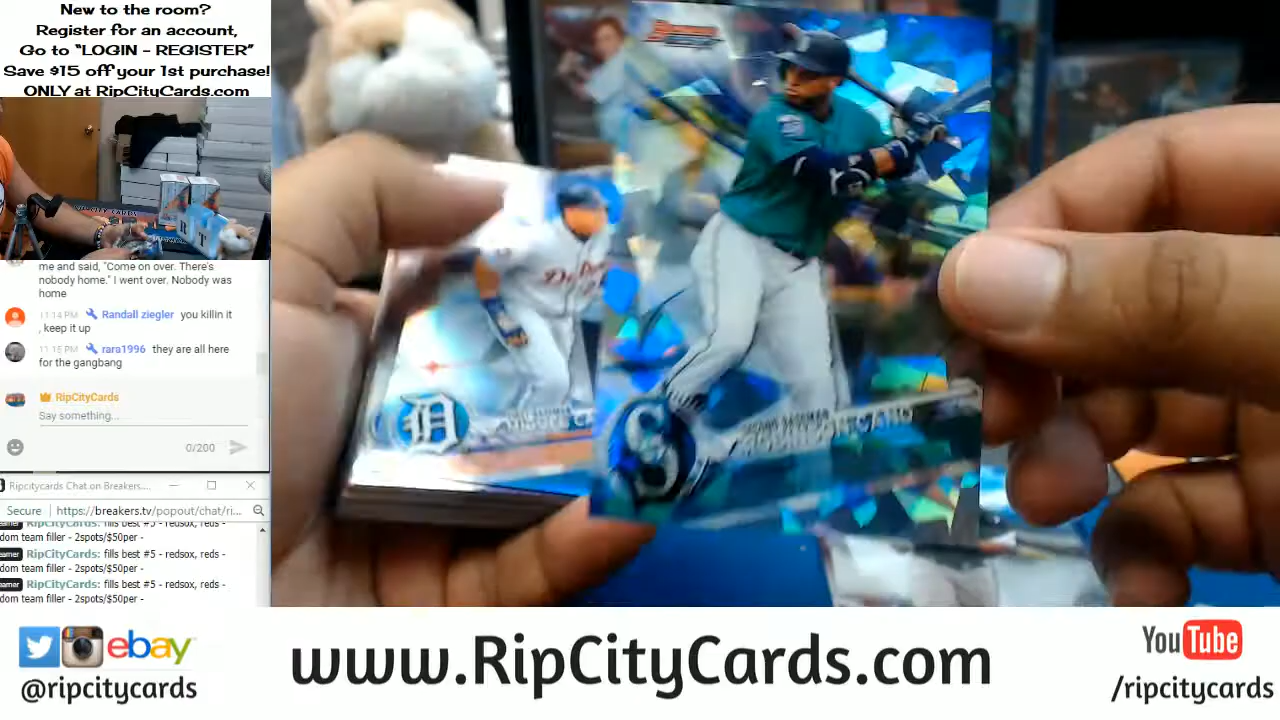 New to the room?
Register for an account,
Go to "LOGIN - REGISTER"
Save $15 off your 1st purchase!
ONLY at RipCityCards.com
me and said, "Come on over. There's
nobody home." I went over. Nobody was
home
11:14 PM Randall ziegler you killin it
, keep it up
11:15 PM rara1996 they are all here
for the gangbang
RipCityCards
Say something...
0/200
Ripcitycards Chat on Breakers....
Secure https://breakers.tv/popout/chat/ri...
RipCityCards: fills best #5 - redsox, reds -
dom team filler - 2spots/$50per -
RipCityCards: fills best #5 - redsox, reds -
dom team filler - 2spots/$50per -
RipCityCards: fills best #5 - redsox, reds -
dom team filler - 2spots/$50per -
RIP CITY CARDS
R T
Bowman
D
S
ROBINSON CANO
ebay
@ripcitycards
www.RipCityCards.com
YouTube
/ripcitycards